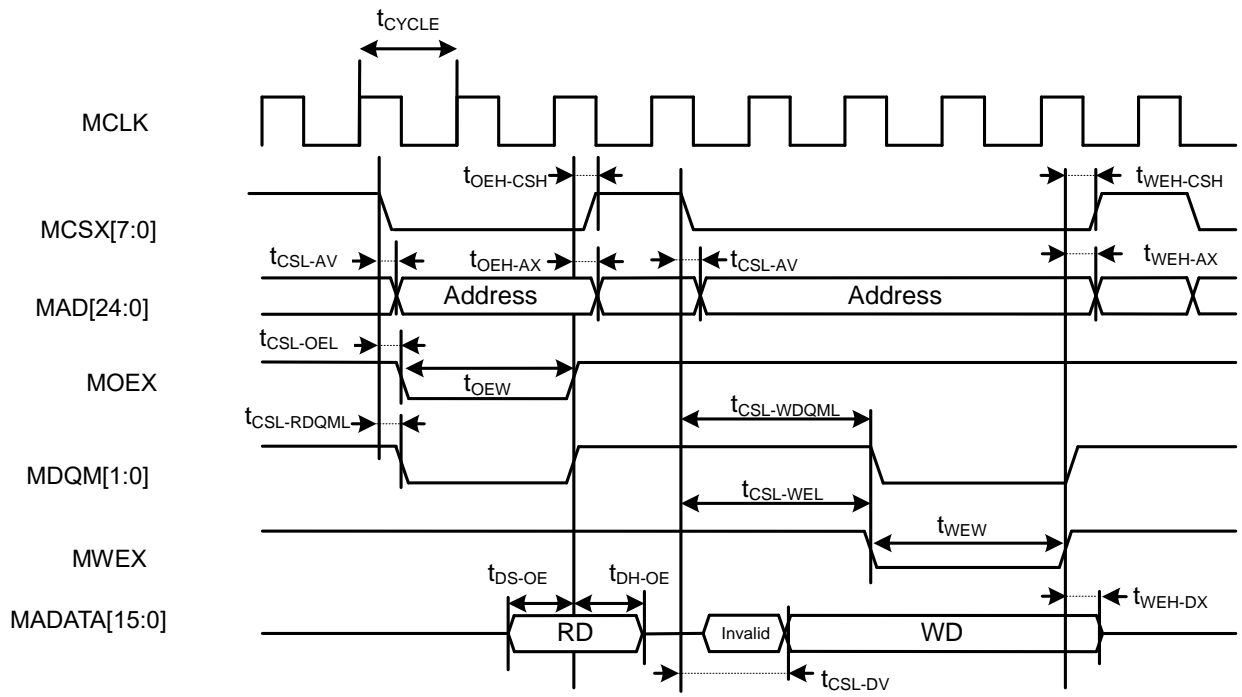 tCYCLE
MCLK
tOEH-CSH
tWEH-CSH
MCSX[7:0]
tCSL-AV
tOEH-AX
tCSL-AV
tWEH-AX
MAD[24:0]
Address
Address
tCSL-OEL
MOEX
tOEW
tCSL-RDQML
tCSL-WDQML
MDQM[1:0]
tCSL-WEL
MWEX
tWEW
tDS-OE
tDH-OE
MADATA[15:0]
RD
Invalid
WD
tWEH-DX
tCSL-DV